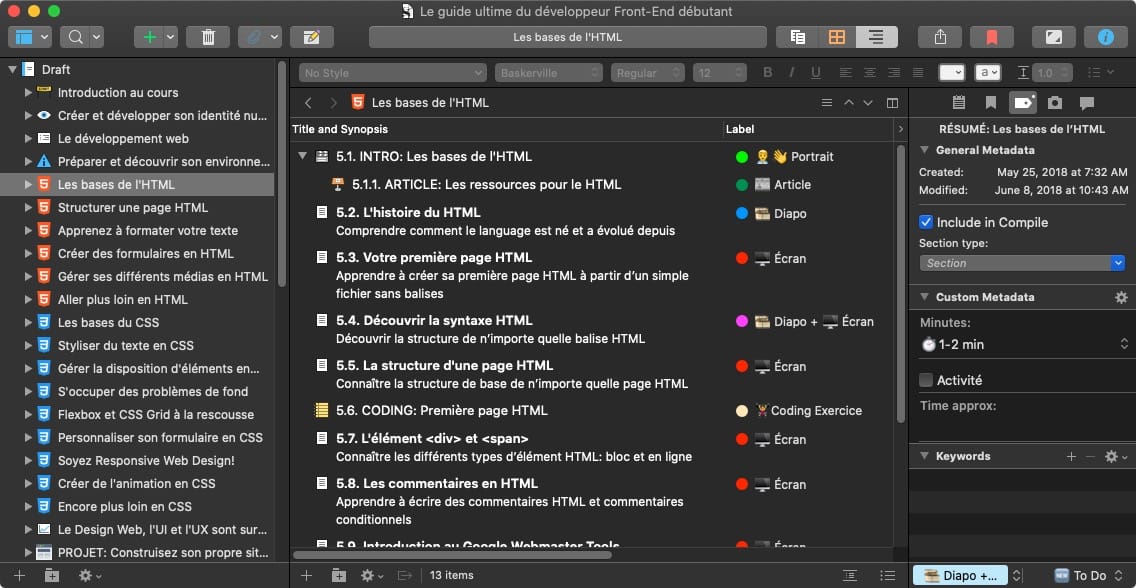 Le guide ultime du développeur Front-End débutant
Les bases de l'HTML
Draft
Introduction au cours
Créer et développer son identité nu...
Le développement web
Préparer et découvrir son environne...
Les bases de l'HTML
Structurer une page HTML
Apprenez à formater votre texte
Créer des formulaires en HTML
Gérer ses différents médias en HTML
Aller plus loin en HTML
Les bases du CSS
Styliser du texte en CSS
Gérer la disposition d'éléments en...
S'occuper des problèmes de fond
Flexbox et CSS Grid à la rescousse
Personnaliser son formulaire en CSS
Soyez Responsive Web Design!
Créer de l'animation en CSS
Encore plus loin en CSS
Le Design Web, l'UI et l'UX sont sur...
PROJET: Construisez son propre sit...
No Style
Baskerville
Regular
12
B I U
a
1.0
Les bases de l'HTML
Title and Synopsis
Label
5.1. INTRO: Les bases de l'HTML
Portrait
5.1.1. ARTICLE: Les ressources pour le HTML
Article
5.2. L'histoire du HTML
Diapo
Comprendre comment le language est né et a évolué depuis
5.3. Votre première page HTML
Écran
Apprendre à créer sa première page HTML à partir d’un simple
fichier sans balises
5.4. Découvrir la syntaxe HTML
Diapo + Écran
Découvrir la structure de n’importe quelle balise HTML
5.5. La structure d'une page HTML
Écran
Connaître la structure de base de n’importe quelle page HTML
5.6. CODING: Première page HTML
Coding Exercice
5.7. L'élément <div> et <span>
Écran
Connaître les différents types d’élément HTML: bloc et en ligne
5.8. Les commentaires en HTML
Écran
Apprendre à écrire des commentaires HTML et commentaires
conditionnels
5.9. Introduction au Google Webmaster Tools
Écran
13 items
RÉSUMÉ: Les bases de l’HTML
General Metadata
Created: May 25, 2018 at 7:32 AM
Modified: June 8, 2018 at 10:43 AM
Include in Compile
Section type:
Section
Custom Metadata
Minutes:
1-2 min
Activité
Time approx:
Keywords
Diapo +...
To Do